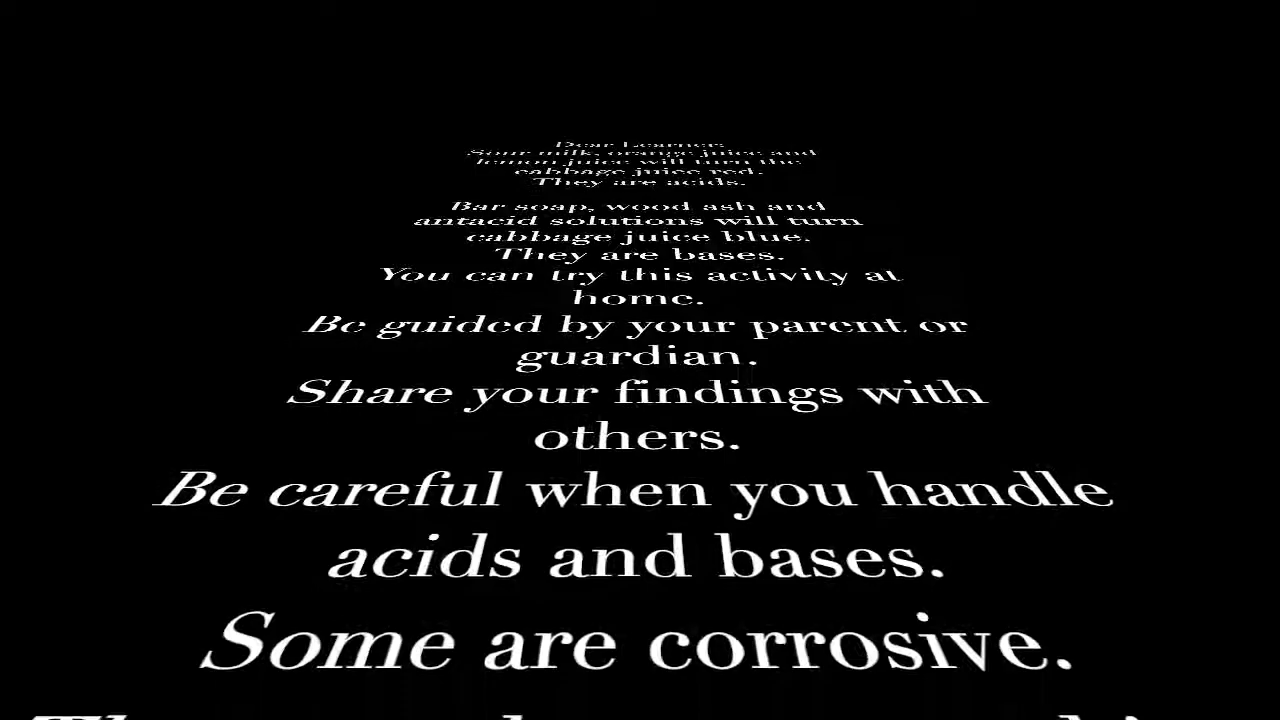 Dear Learner,
Sour milk, orange juice and
lemon juice will turn the
cabbage juice red.
They are acids.
Bar soap, wood ash and
antacid solutions will turn
cabbage juice blue.
They are bases.
You can try this activity at
home.
Be guided by your parent or
guardian.
Share your findings with
others.
Be careful when you handle
acids and bases.
Some are corrosive.